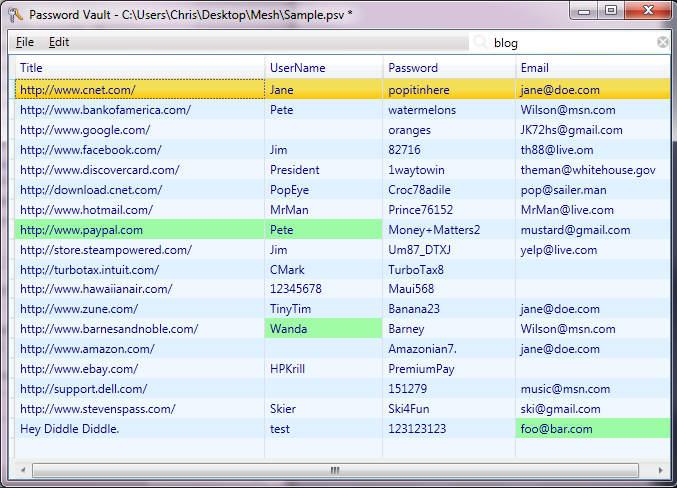 Password Vault - C:\Users\Chris\Desktop\Mesh\Sample.psv *
File Edit blog
Title UserName Password Email
http://www.cnet.com/ Jane popitinhere jane@doe.com
http://www.bankofamerica.com/ Pete watermelons Wilson@msn.com
http://www.google.com/ oranges JK72hs@gmail.com
http://www.facebook.com/ Jim 82716 th88@live.om
http://www.discovercard.com/ President 1waytowin theman@whitehouse.gov
http://download.cnet.com/ PopEye Croc78adile pop@sailer.man
http://www.hotmail.com/ MrMan Prince76152 MrMan@live.com
http://www.paypal.com Pete Money+Matters2 mustard@gmail.com
http://store.steampowered.com/ Jim Um87_DTXJ yelp@live.com
http://turbotax.intuit.com/ CMark TurboTax8
http://www.hawaiianair.com/ 12345678 Maui568
http://www.zune.com/ TinyTim Banana23 jane@doe.com
http://www.barnesandnoble.com/ Wanda Barney Wilson@msn.com
http://www.amazon.com/ Amazonian7. jane@doe.com
http://www.ebay.com/ HPKrill PremiumPay
http://support.dell.com/ 151279 music@msn.com
http://www.stevenspass.com/ Skier Ski4Fun ski@gmail.com
Hey Diddle Diddle. test 123123123 foo@bar.com